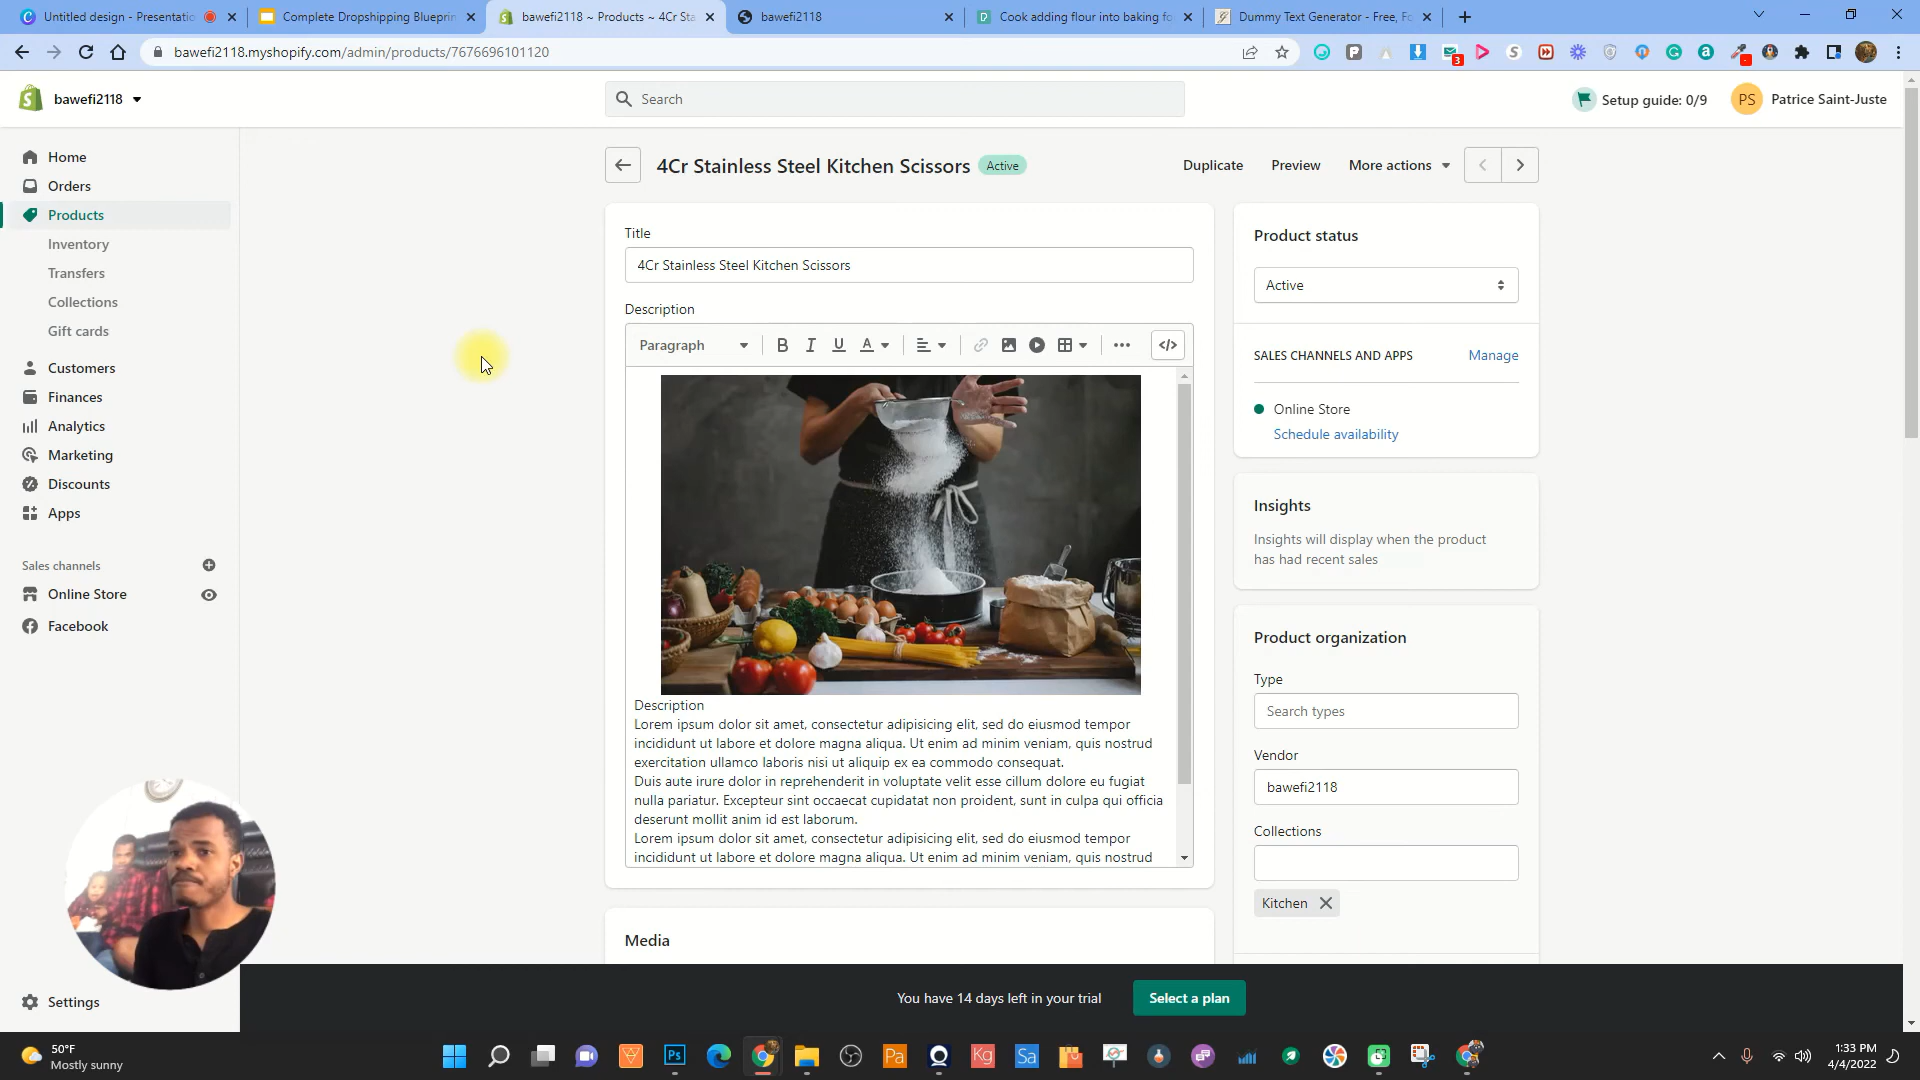 Untitled design - Presentatio
Complete Dropshipping Blueprin
bawefi2118 ~ Products ~ 4Cr Sta
bawefi2118
Cook adding flour into baking fo
Dummy Text Generator - Free, Fo
bawefi2118.myshopify.com/admin/products/7676696101120
bawefi2118
Search
Setup guide: 0/9
PS
Patrice Saint-Juste
Home
Orders
Products
Inventory
Transfers
Collections
Gift cards
Customers
Finances
Analytics
Marketing
Discounts
Apps
Sales channels
Online Store
Facebook
Settings
4Cr Stainless Steel Kitchen Scissors
Active
Duplicate
Preview
More actions
Title
4Cr Stainless Steel Kitchen Scissors
Description
Paragraph
B I U A
Description
Lorem ipsum dolor sit amet, consectetur adipisicing elit, sed do eiusmod tempor
incididunt ut labore et dolore magna aliqua. Ut enim ad minim veniam, quis nostrud
exercitation ullamco laboris nisi ut aliquip ex ea commodo consequat.
Duis aute irure dolor in reprehenderit in voluptate velit esse cillum dolore eu fugiat
nulla pariatur. Excepteur sint occaecat cupidatat non proident, sunt in culpa qui officia
deserunt mollit anim id est laborum.
Lorem ipsum dolor sit amet, consectetur adipisicing elit, sed do eiusmod tempor
incididunt ut labore et dolore magna aliqua. Ut enim ad minim veniam, quis nostrud
Media
Product status
Active
SALES CHANNELS AND APPS
Manage
Online Store
Schedule availability
Insights
Insights will display when the product
has had recent sales
Product organization
Type
Search types
Vendor
bawefi2118
Collections
Kitchen
You have 14 days left in your trial
Select a plan
50°F
Mostly sunny
Ps
Pa
Kg
Sa
1:33 PM
4/4/2022